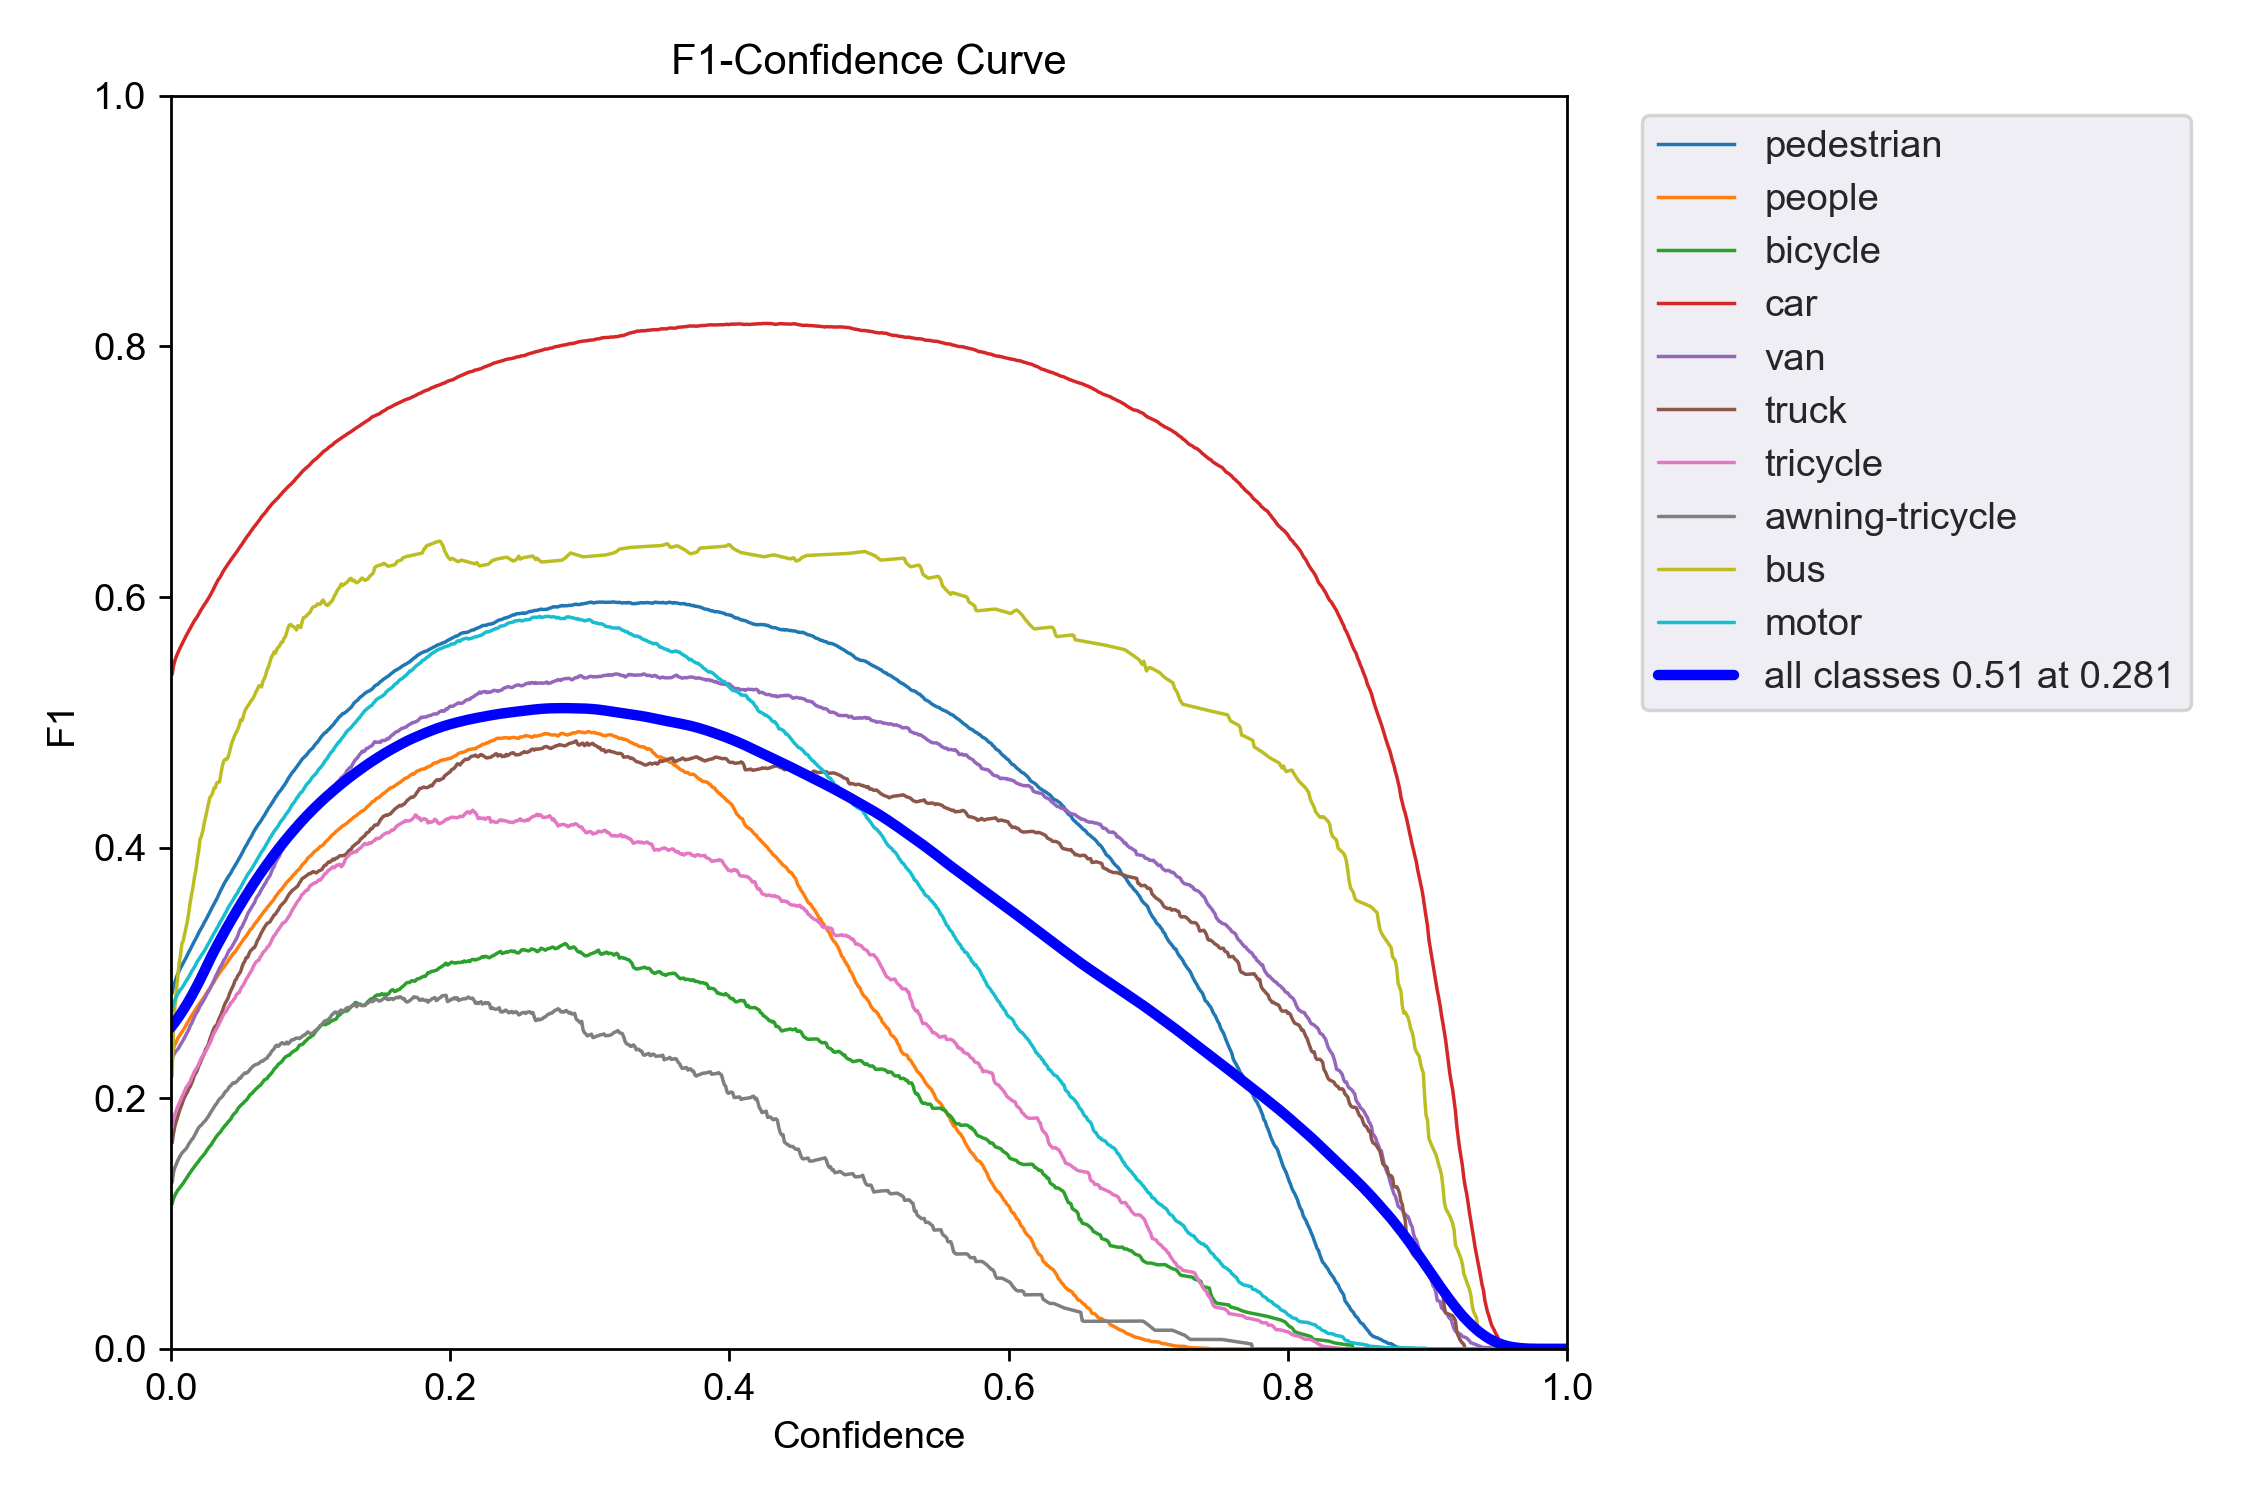 F1-Confidence Curve
1.0
0.8
0.6
0.4
0.2
0.0
F1
0.0 0.2 0.4 0.6 0.8 1.0
Confidence
pedestrian
people
bicycle
car
van
truck
tricycle
awning-tricycle
bus
motor
all classes 0.51 at 0.281